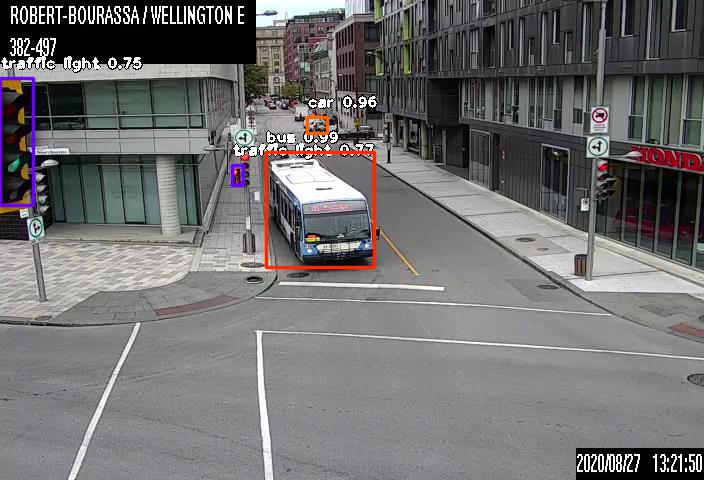 ROBERT-BOURASSA / WELLINGTON E
382-497
traffic light 0.75
car 0.96
bus 0.99
traffic light 0.77
HONDA
2020/08/27 13:21:50